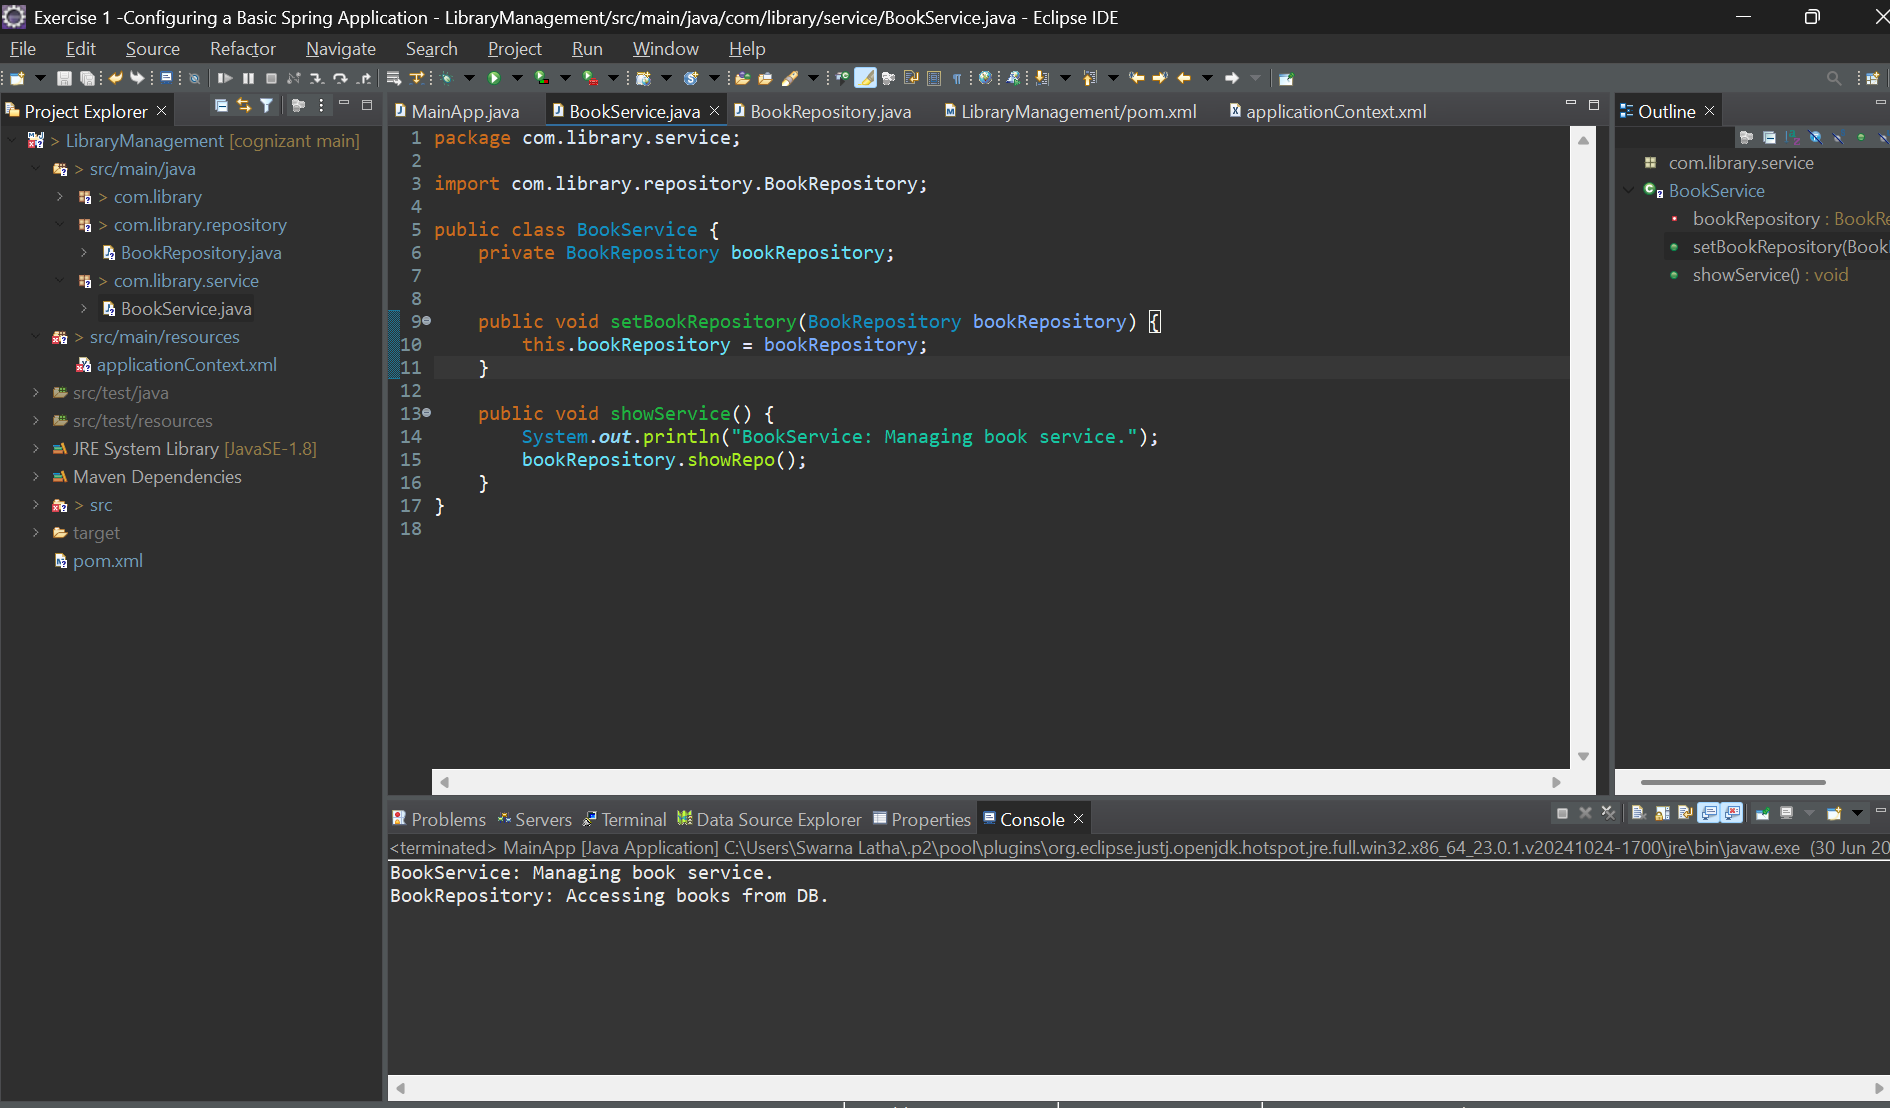 Exercise 1 -Configuring a Basic Spring Application - LibraryManagement/src/main/java/com/library/service/BookService.java - Eclipse IDE
File Edit Source Refactor Navigate Search Project Run Window Help
Project Explorer
> LibraryManagement [cognizant main]
> src/main/java
> com.library
> com.library.repository
BookRepository.java
> com.library.service
BookService.java
> src/main/resources
applicationContext.xml
src/test/java
src/test/resources
JRE System Library [JavaSE-1.8]
Maven Dependencies
> src
target
pom.xml
MainApp.java BookService.java BookRepository.java LibraryManagement/pom.xml applicationContext.xml
1 package com.library.service;
2
3 import com.library.repository.BookRepository;
4
5 public class BookService {
6 private BookRepository bookRepository;
7
8
9 public void setBookRepository(BookRepository bookRepository) {
10 this.bookRepository = bookRepository;
11 }
12
13 public void showService() {
14 System.out.println("BookService: Managing book service.");
15 bookRepository.showRepo();
16 }
17 }
18
Outline
com.library.service
BookService
bookRepository : BookRe
setBookRepository(Book
showService() : void
Problems Servers Terminal Data Source Explorer Properties Console
<terminated> MainApp [Java Application] C:\Users\Swarna Latha\.p2\pool\plugins\org.eclipse.justj.openjdk.hotspot.jre.full.win32.x86_64_23.0.1.v20241024-1700\jre\bin\javaw.exe (30 Jun 20
BookService: Managing book service.
BookRepository: Accessing books from DB.